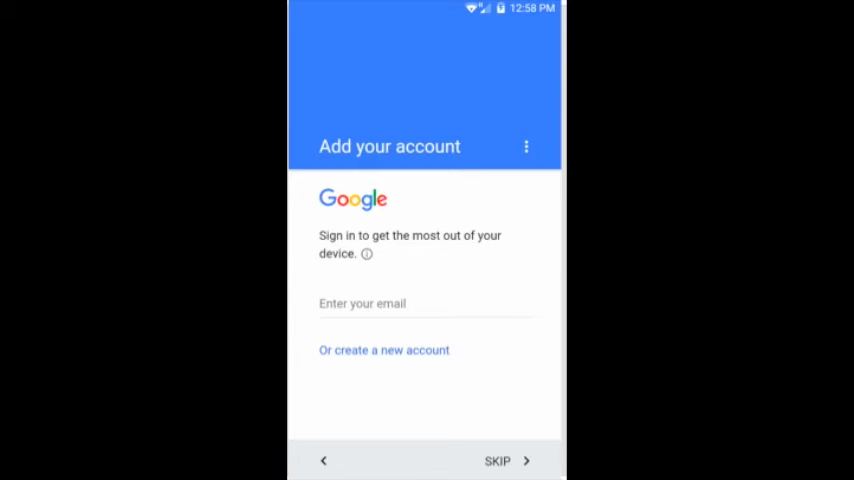 12:58 PM
Add your account
Google
Sign in to get the most out of your
device.
Enter your email
Or create a new account
SKIP